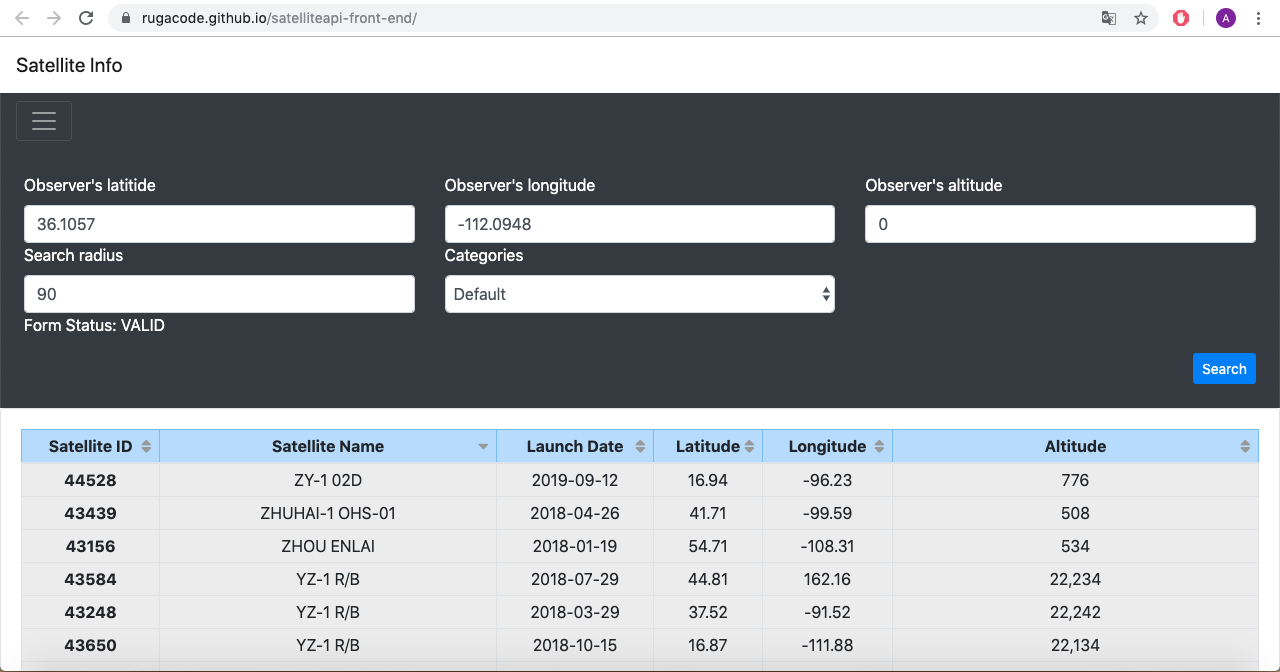 rugacode.github.io/satelliteapi-front-end/
A
Satellite Info
Observer's latitide Observer's longitude Observer's altitude
36.1057 -112.0948 0
Search radius Categories
90 Default
Form Status: VALID
Search
Satellite ID Satellite Name Launch Date Latitude Longitude Altitude
44528 ZY-1 02D 2019-09-12 16.94 -96.23 776
43439 ZHUHAI-1 OHS-01 2018-04-26 41.71 -99.59 508
43156 ZHOU ENLAI 2018-01-19 54.71 -108.31 534
43584 YZ-1 R/B 2018-07-29 44.81 162.16 22,234
43248 YZ-1 R/B 2018-03-29 37.52 -91.52 22,242
43650 YZ-1 R/B 2018-10-15 16.87 -111.88 22,134